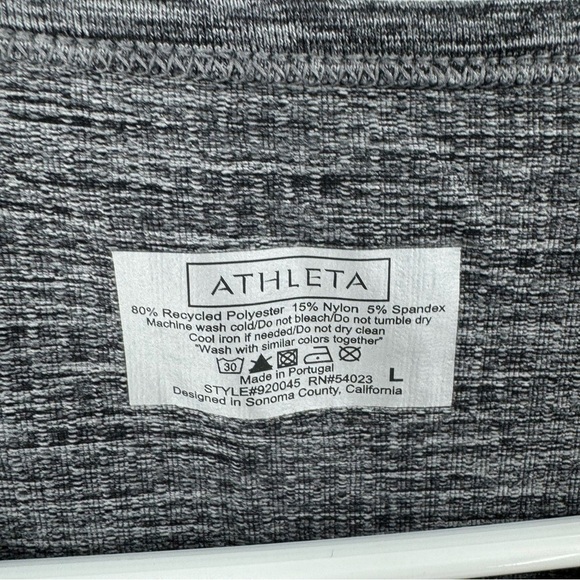 ATHLETA
80% Recycled Polyester 15% Nylon 5% Spandex
Machine wash cold/Do not bleach/Do not tumble dry
Cool iron if needed/Do not dry clean
"Wash with similar colors together"
30
Made in Portugal
STYLE#920045 RN#54023 L
Designed in Sonoma County, California